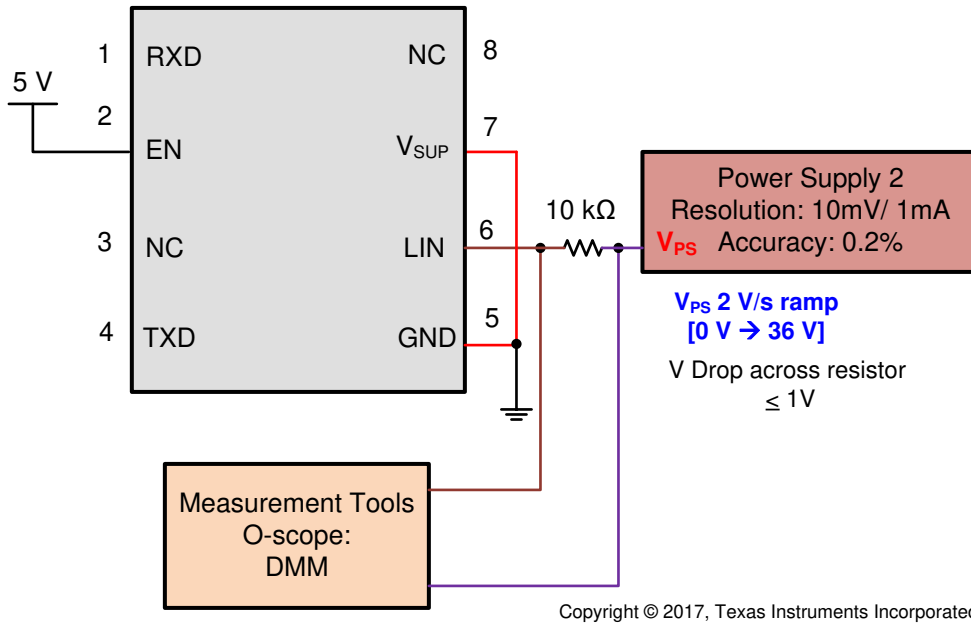 1
RXD
NC
8
5 V
2
EN
7
VSUP
3
NC
6
LIN
10 kΩ
4
TXD
5
GND
Power Supply 2
Resolution: 10mV/ 1mA
VPS Accuracy: 0.2%
VPS 2 V/s ramp
[0 V → 36 V]
V Drop across resistor
≤ 1V
Measurement Tools
O-scope:
DMM
Copyright © 2017, Texas Instruments Incorporated